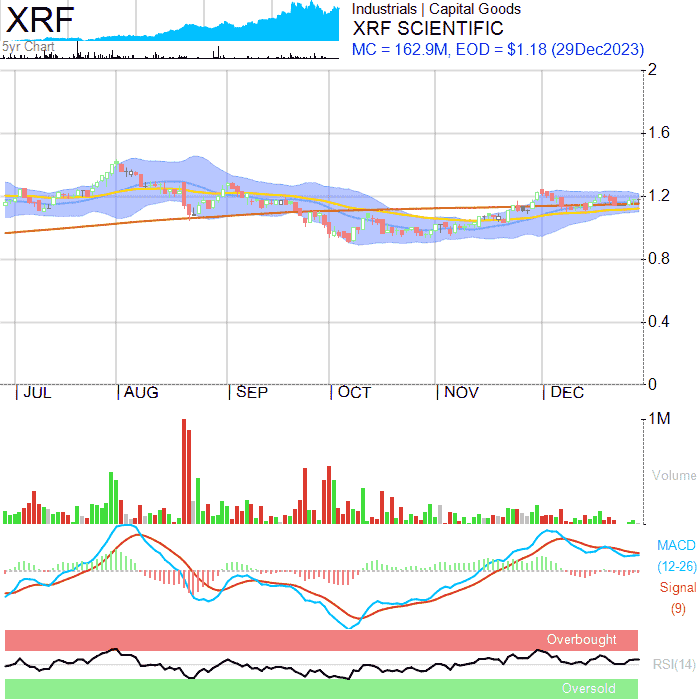 XRF
5yr Chart
Industrials | Capital Goods
XRF SCIENTIFIC
MC = 162.9M, EOD = $1.18 (29Dec2023)
2
1.6
1.2
0.8
0.4
0
JUL AUG SEP OCT NOV DEC
1M
Volume
MACD
(12-26)
Signal
(9)
Overbought
RSI(14)
Oversold